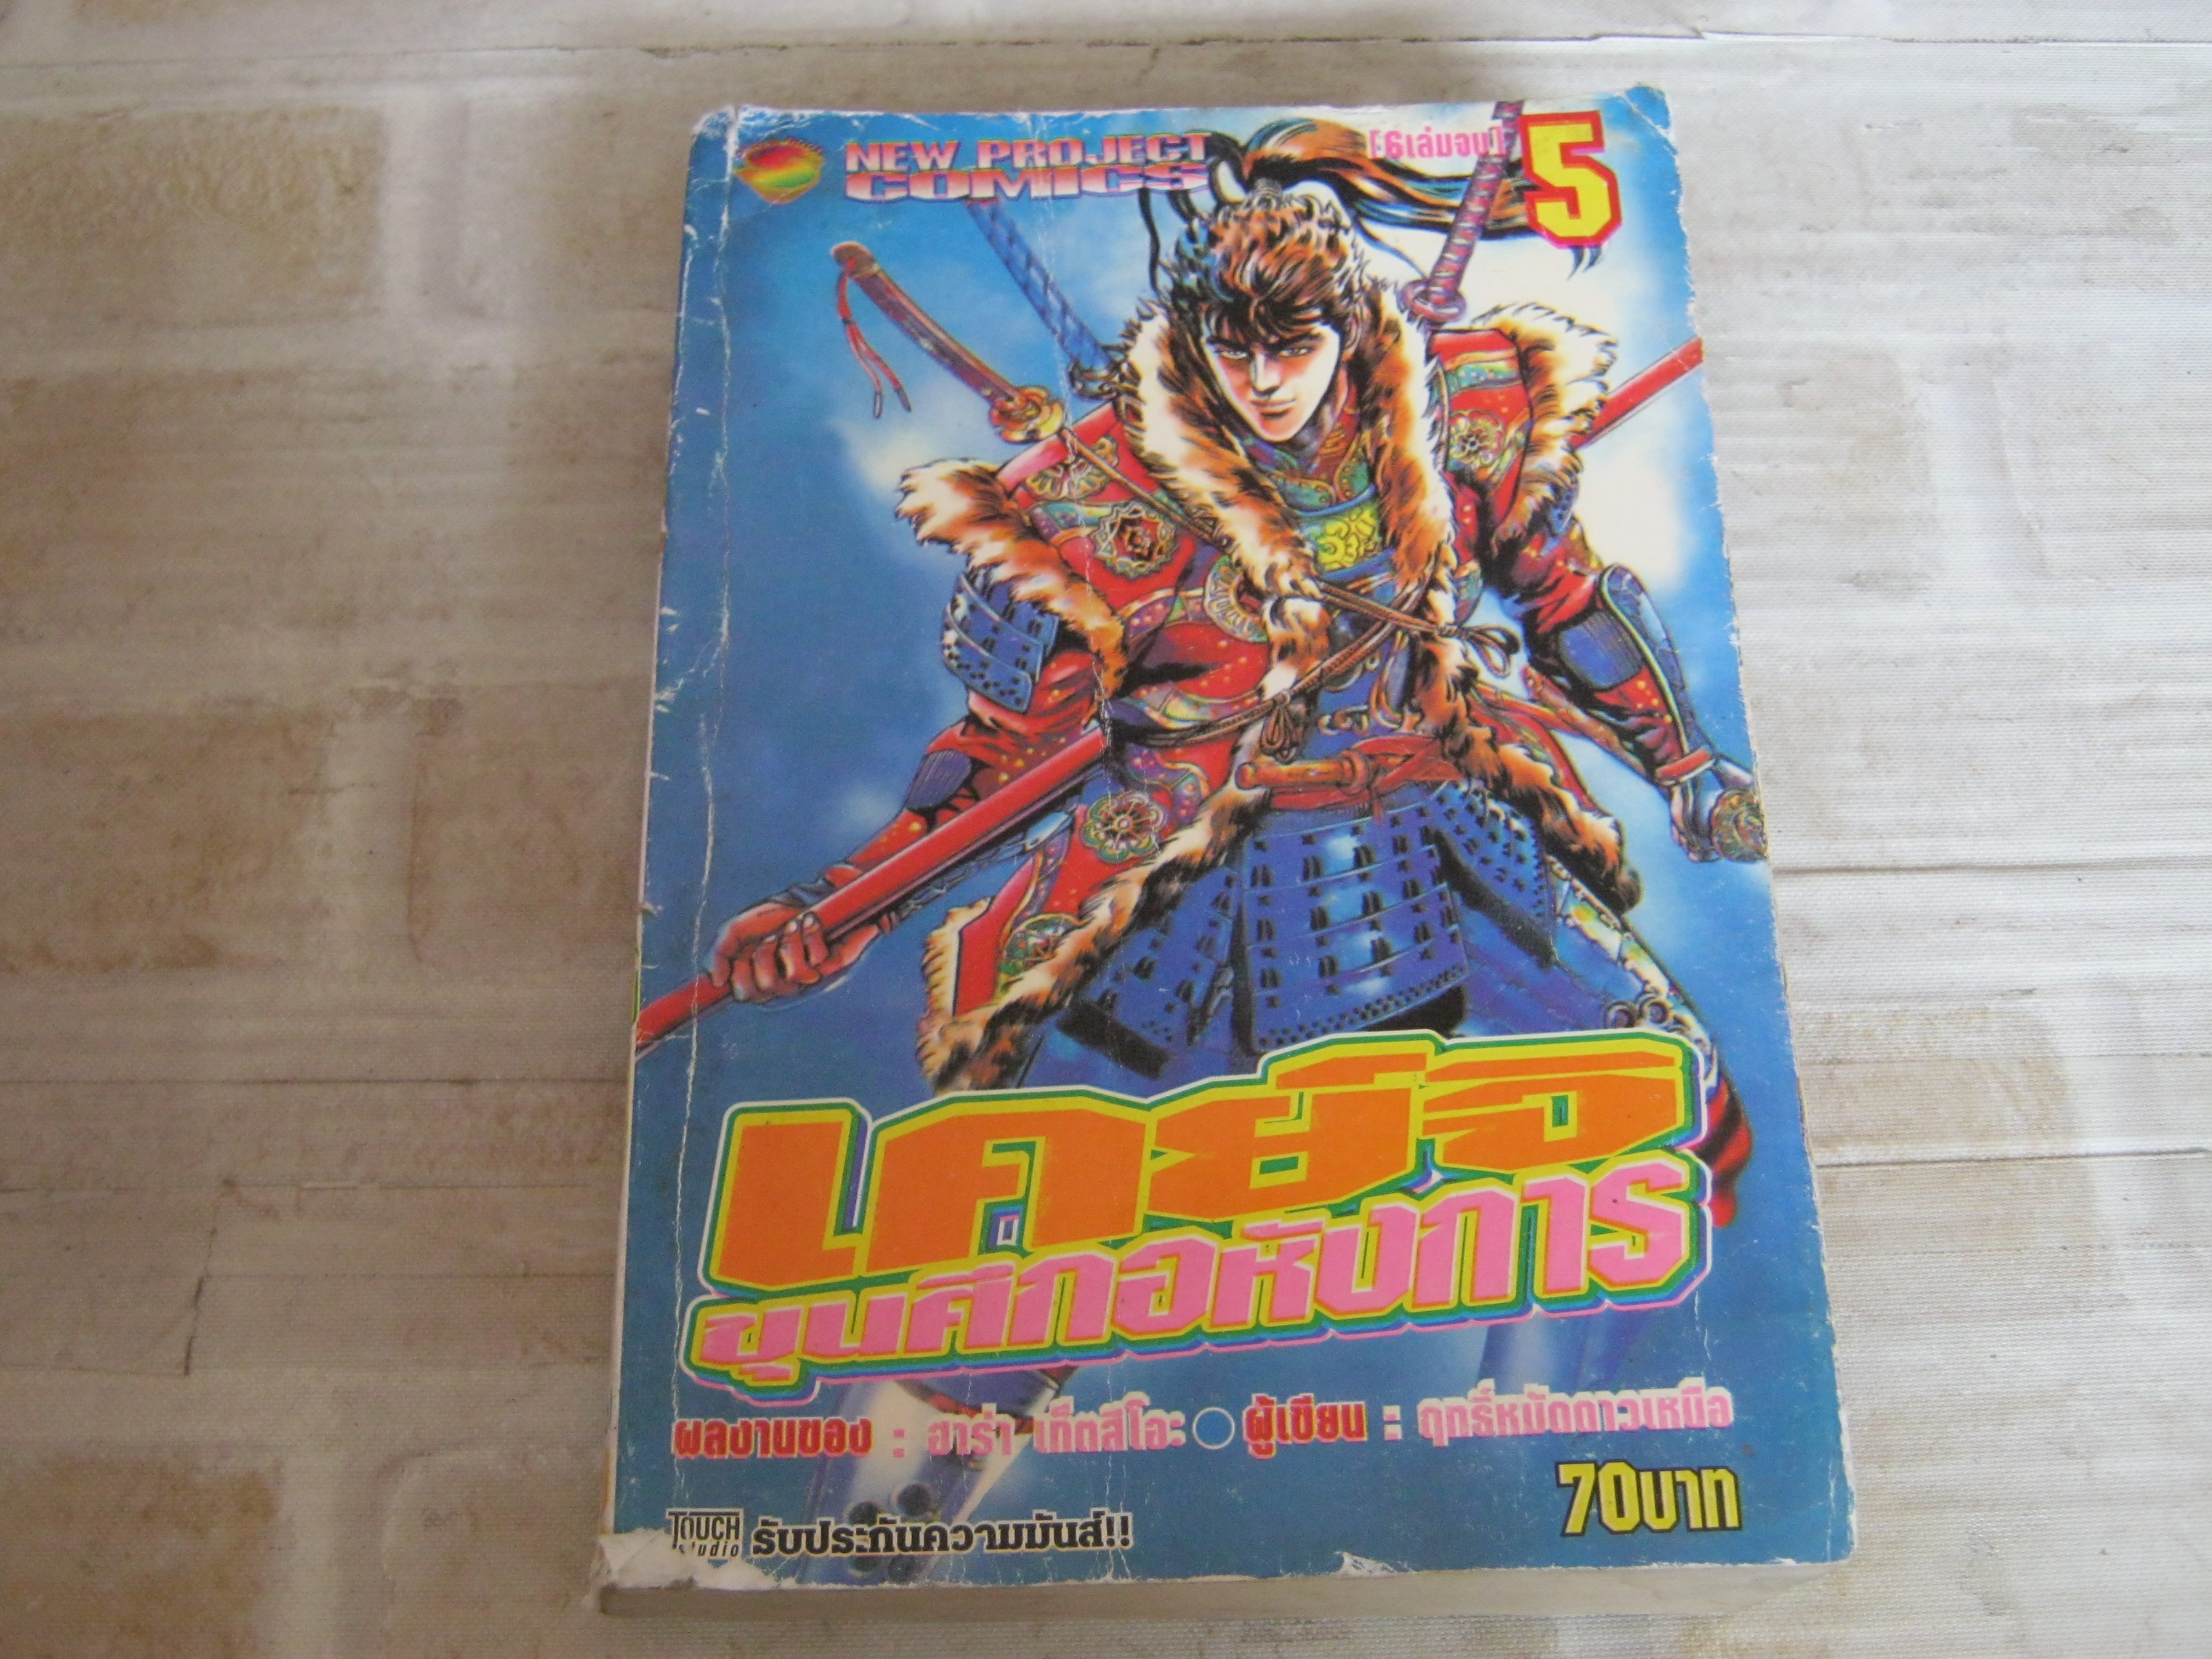 NEW PROJECT
COMICS
[6เล่มจบ]
5
เคย์จิ
ขุนศึกอหังการ
ผลงานของ : ฮาร่า เท็ตสึโอะ ผู้เขียน : ฤทธิ์หมัดดาวเหนือ
70บาท
TOUCH
studio
รับประกันความมันส์!!